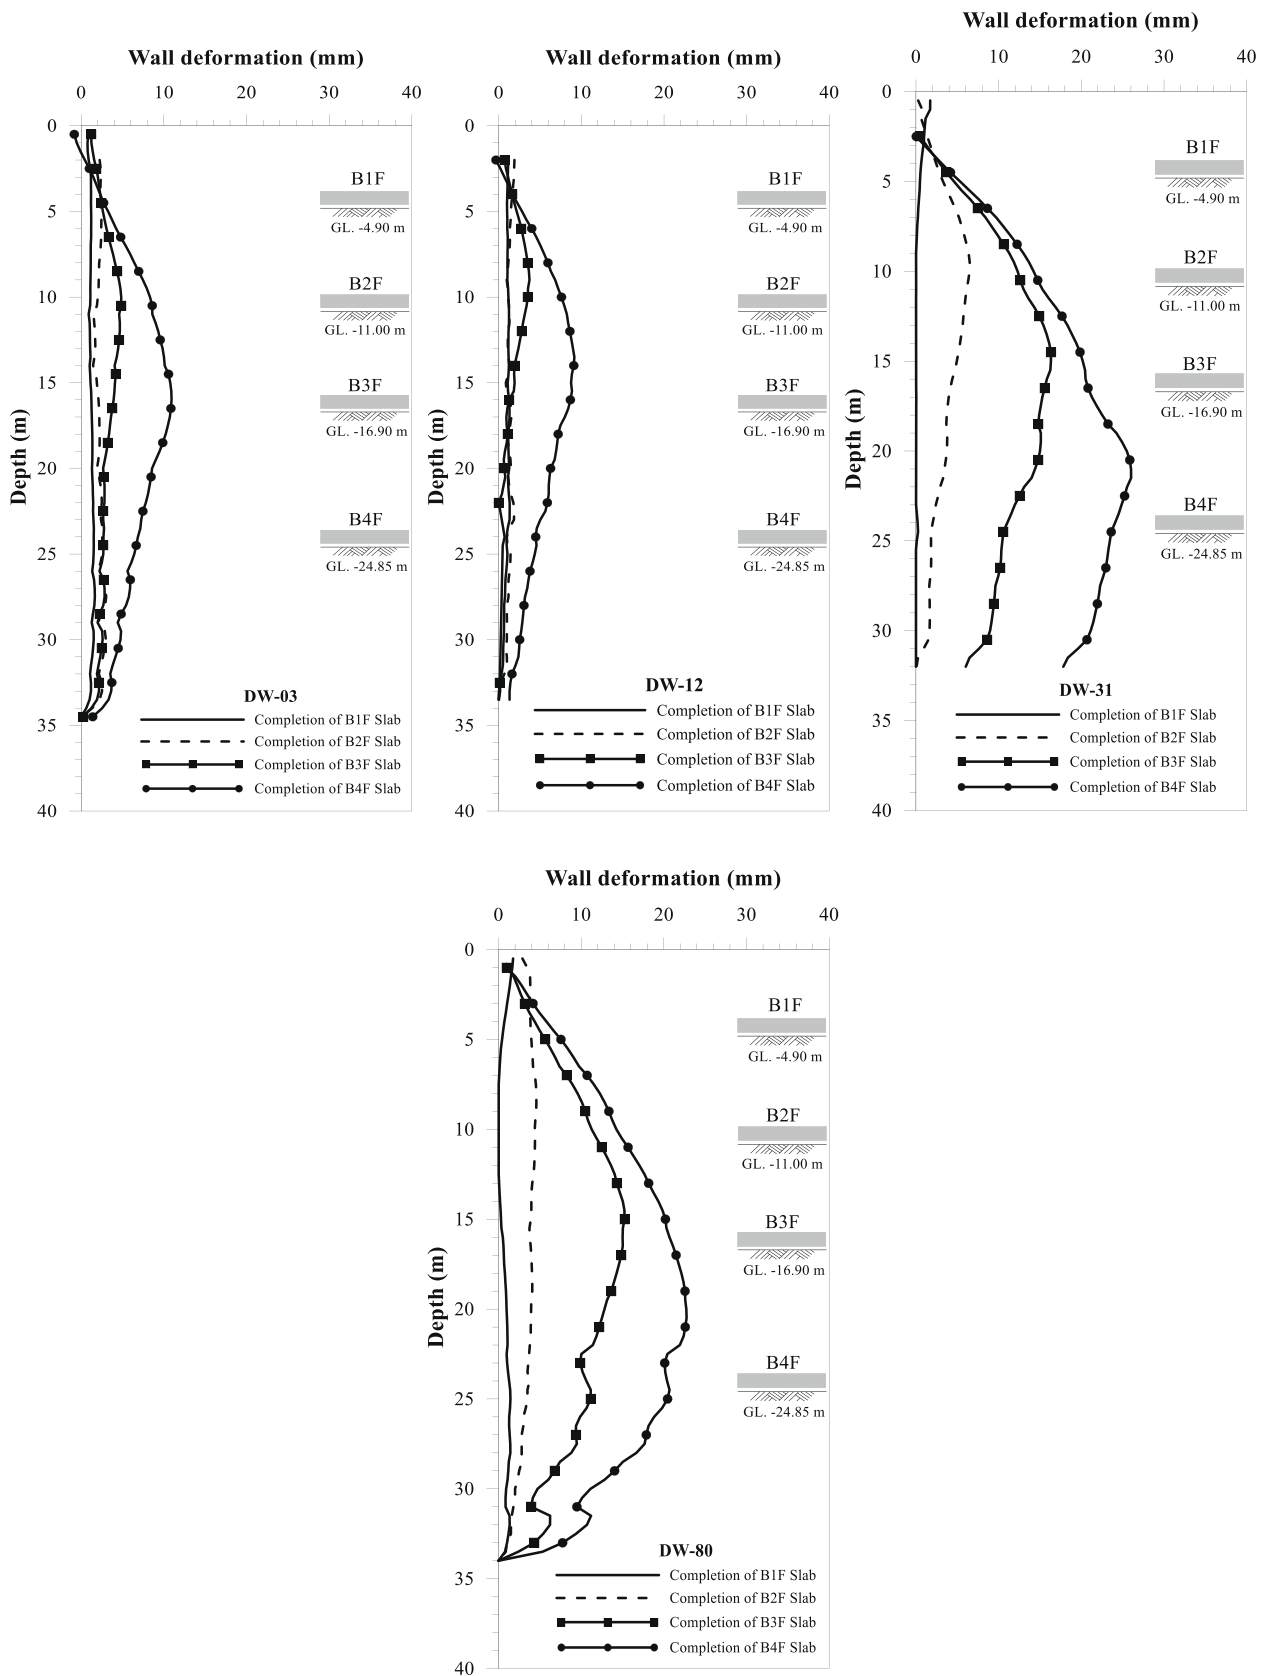 Wall deformation (mm)
0 10 20 30 40
0
5
10
15
20
25
30
35
40
Depth (m)
B1F
GL. -4.90 m
B2F
GL. -11.00 m
B3F
GL. -16.90 m
B4F
GL. -24.85 m
DW-03
Completion of B1F Slab
Completion of B2F Slab
Completion of B3F Slab
Completion of B4F Slab
Wall deformation (mm)
0 10 20 30 40
0
5
10
15
20
25
30
35
40
Depth (m)
B1F
GL. -4.90 m
B2F
GL. -11.00 m
B3F
GL. -16.90 m
B4F
GL. -24.85 m
DW-12
Completion of B1F Slab
Completion of B2F Slab
Completion of B3F Slab
Completion of B4F Slab
Wall deformation (mm)
0 10 20 30 40
0
5
10
15
20
25
30
35
40
Depth (m)
B1F
GL. -4.90 m
B2F
GL. -11.00 m
B3F
GL. -16.90 m
B4F
GL. -24.85 m
DW-31
Completion of B1F Slab
Completion of B2F Slab
Completion of B3F Slab
Completion of B4F Slab
Wall deformation (mm)
0 10 20 30 40
0
5
10
15
20
25
30
35
40
Depth (m)
B1F
GL. -4.90 m
B2F
GL. -11.00 m
B3F
GL. -16.90 m
B4F
GL. -24.85 m
DW-80
Completion of B1F Slab
Completion of B2F Slab
Completion of B3F Slab
Completion of B4F Slab